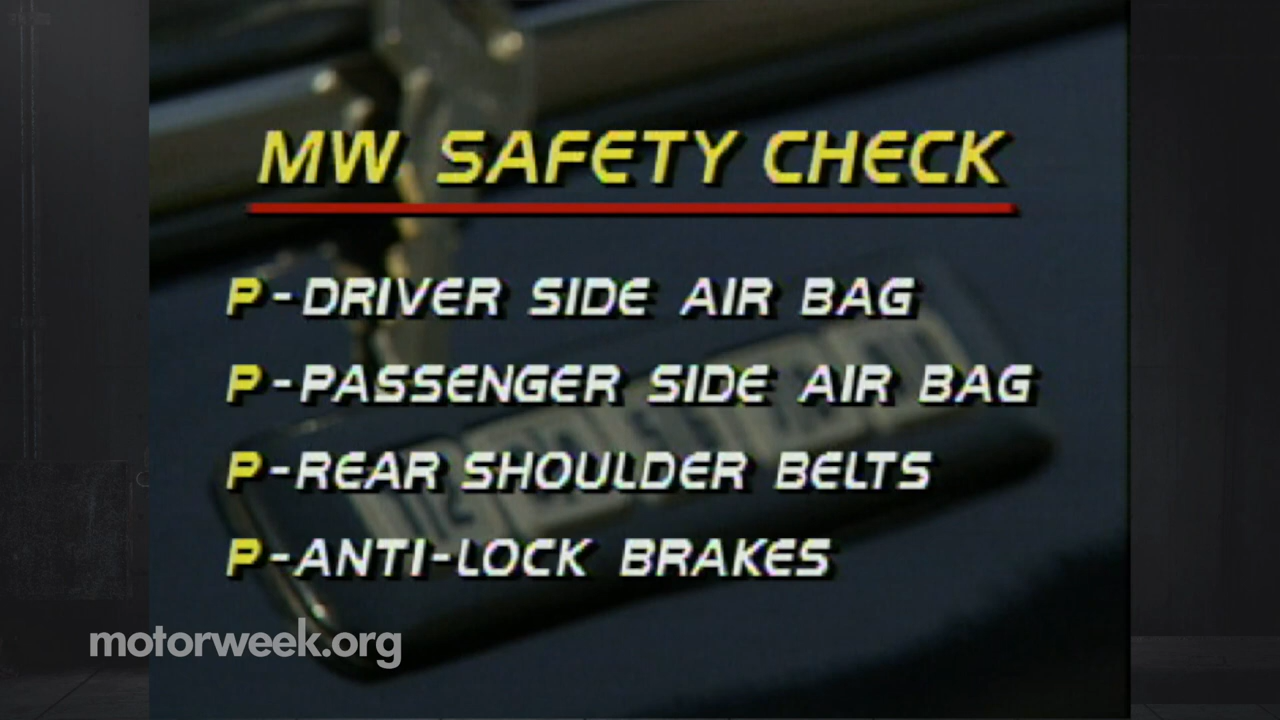 MW SAFETY CHECK
P-DRIVER SIDE AIR BAG
P-PASSENGER SIDE AIR BAG
P-REAR SHOULDER BELTS
P-ANTI-LOCK BRAKES
motorweek.org